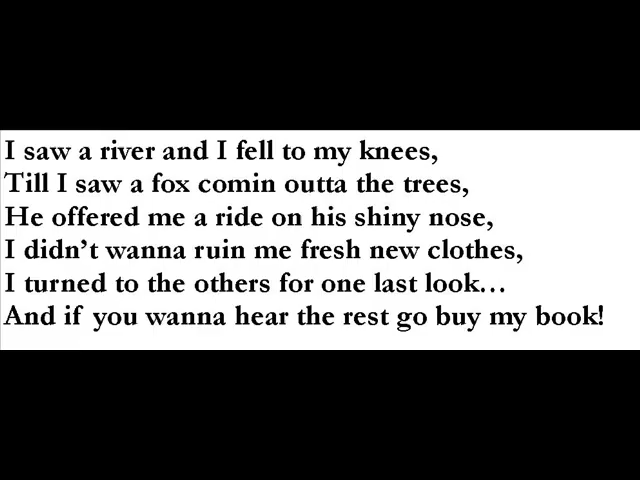 I saw a river and I fell to my knees,
Till I saw a fox comin outta the trees,
He offered me a ride on his shiny nose,
I didn’t wanna ruin me fresh new clothes,
I turned to the others for one last look…
And if you wanna hear the rest go buy my book!